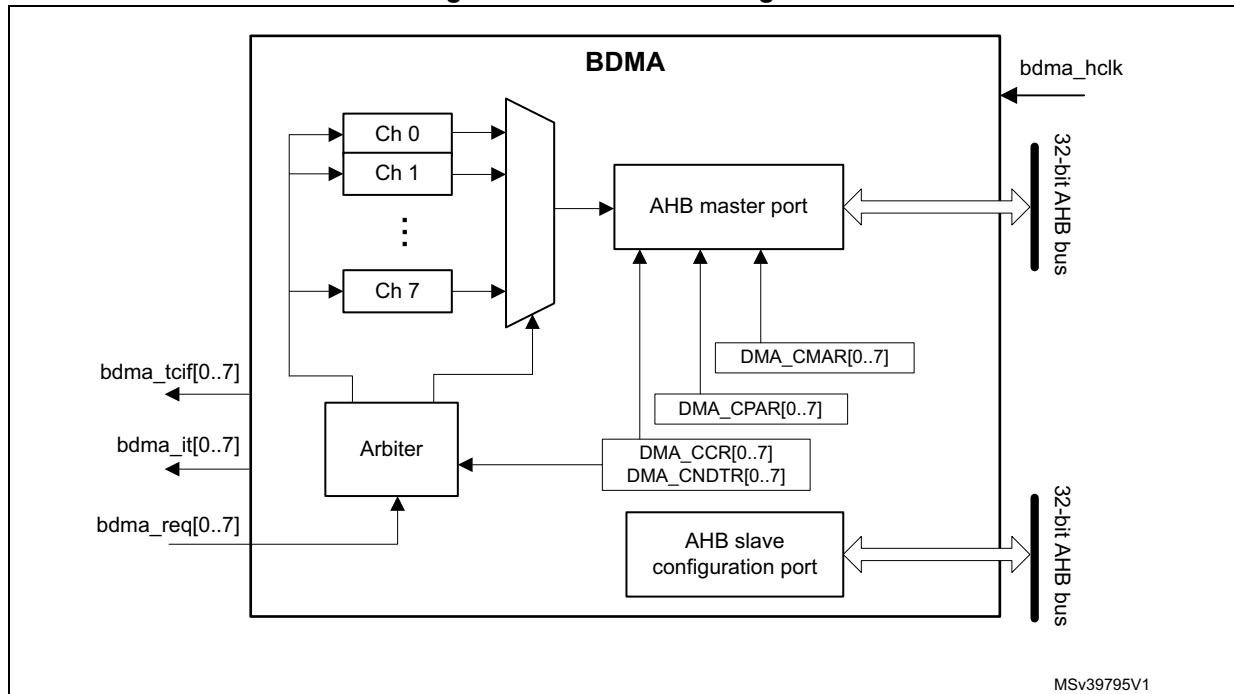 BDMA
bdma_hclk
Ch 0
Ch 1
⋮
Ch 7
AHB master port
32-bit AHB bus
DMA_CMAR[0..7]
bdma_tcif[0..7]
DMA_CPAR[0..7]
bdma_it[0..7]
Arbiter
DMA_CCR[0..7]
DMA_CNDTR[0..7]
bdma_req[0..7]
AHB slave
configuration port
32-bit AHB bus
MSv39795V1